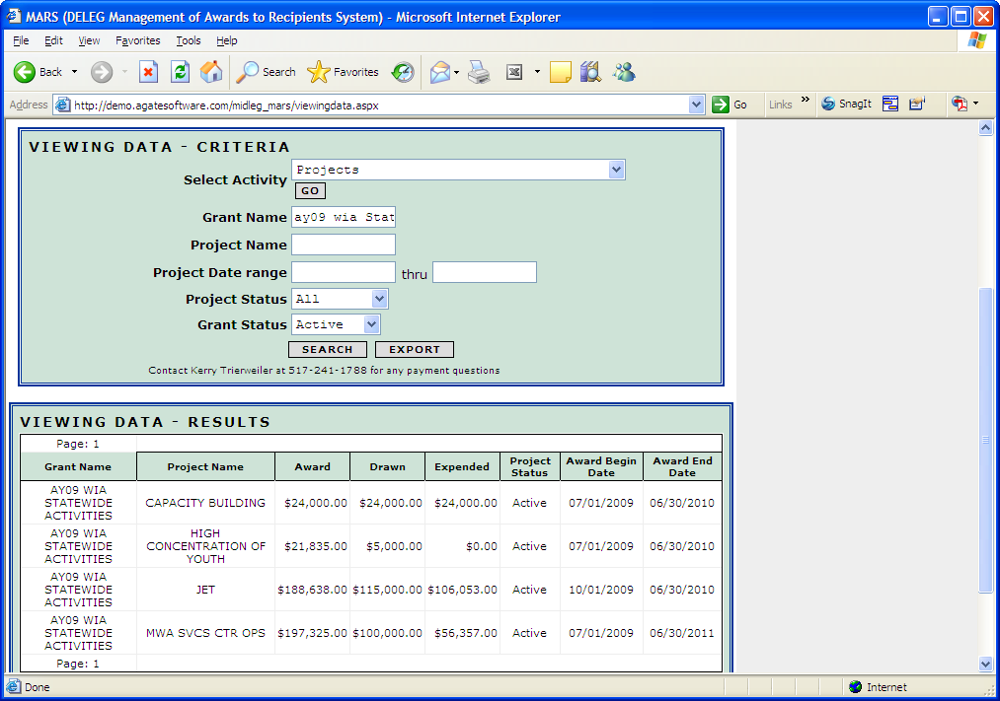 MARS (DELEG Management of Awards to Recipients System) - Microsoft Internet Explorer
File Edit View Favorites Tools Help
Back Search Favorites
Address http://demo.agatesoftware.com/midleg_mars/viewingdata.aspx Go Links » SnagIt
VIEWING DATA - CRITERIA
Select Activity Projects
GO
Grant Name ay09 wia Stat
Project Name
Project Date range thru
Project Status All
Grant Status Active
SEARCH EXPORT
Contact Kerry Trierweiler at 517-241-1788 for any payment questions
VIEWING DATA - RESULTS
Page: 1
Grant Name Project Name Award Drawn Expended Project Status Award Begin Date Award End Date
AY09 WIA STATEWIDE ACTIVITIES CAPACITY BUILDING $24,000.00 $24,000.00 $24,000.00 Active 07/01/2009 06/30/2010
AY09 WIA STATEWIDE ACTIVITIES HIGH CONCENTRATION OF YOUTH $21,835.00 $5,000.00 $0.00 Active 07/01/2009 06/30/2010
AY09 WIA STATEWIDE ACTIVITIES JET $188,638.00 $115,000.00 $106,053.00 Active 10/01/2009 06/30/2010
AY09 WIA STATEWIDE ACTIVITIES MWA SVCS CTR OPS $197,325.00 $100,000.00 $56,357.00 Active 07/01/2009 06/30/2011
Page: 1
Done Internet